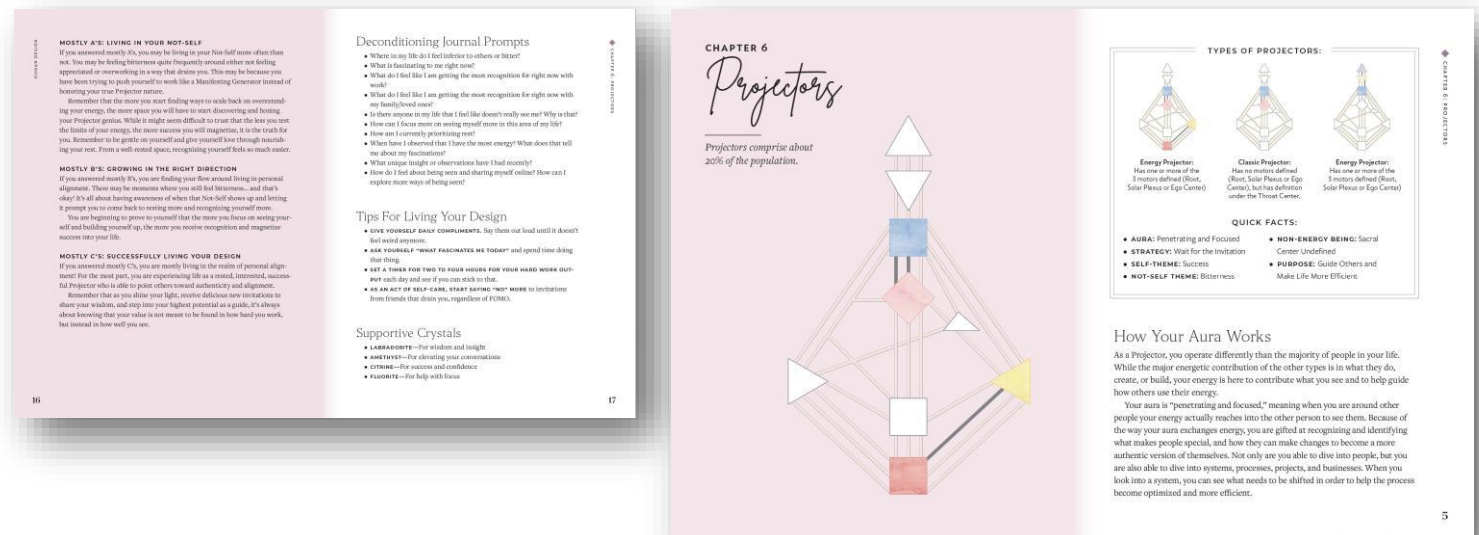 HUMAN DESIGN
MOSTLY A'S: LIVING IN YOUR NOT-SELF
If you answered mostly A's, you may be living in your Not-Self more often than
not. You may be feeling bitterness quite frequently around either not feeling
appreciated or overworking in a way that drains you. This may be because you
have been trying to push yourself to work like a Manifesting Generator instead of
honoring your true Projector nature.
Remember that the more you start finding ways to scale back on overextend-
ing your energy, the more space you will have to start discovering and honing
your Projector genius. While it might seem difficult to trust that the less you test
the limits of your energy, the more success you will magnetize, it is the truth for
you. Remember to be gentle on yourself and give yourself love through nourish-
ing your rest. From a well-rested space, recognizing yourself feels so much easier.
MOSTLY B'S: GROWING IN THE RIGHT DIRECTION
If you answered mostly B's, you are finding your flow around living in personal
alignment. There may be moments where you still feel bitterness... and that's
okay! It's all about having awareness of when that Not-Self shows up and letting
it prompt you to come back to resting more and recognizing yourself more.
You are beginning to prove to yourself that the more you focus on seeing your-
self and building yourself up, the more you receive recognition and magnetize
success into your life.
MOSTLY C'S: SUCCESSFULLY LIVING YOUR DESIGN
If you answered mostly C's, you are mostly living in the realm of personal align-
ment! For the most part, you are experiencing life as a rested, interested, success-
ful Projector who is able to point others toward authenticity and alignment.
Remember that as you shine your light, receive delicious new invitations to
share your wisdom, and step into your highest potential as a guide, it's always
about knowing that your value is not meant to be found in how hard you work,
but instead in how well you see.
16
Deconditioning Journal Prompts
• Where in my life do I feel inferior to others or bitter?
• What is fascinating to me right now?
• What do I feel like I am getting the most recognition for right now with
work?
• What do I feel like I am getting the most recognition for right now with
my family/loved ones?
• Is there anyone in my life that I feel like doesn't really see me? Why is that?
• How can I focus more on seeing myself more in this area of my life?
• How am I currently prioritizing rest?
• When have I observed that I have the most energy? What does that tell
me about my fascinations?
• What unique insight or observations have I had recently?
• How do I feel about being seen and sharing myself online? How can I
explore more ways of being seen?
Tips For Living Your Design
• GIVE YOURSELF DAILY COMPLIMENTS. Say them out loud until it doesn't
feel weird anymore.
• ASK YOURSELF "WHAT FASCINATES ME TODAY" and spend time doing
that thing.
• SET A TIMER FOR TWO TO FOUR HOURS FOR YOUR HARD WORK OUT-
PUT each day and see if you can stick to that.
• AS AN ACT OF SELF-CARE, START SAYING "NO" MORE to invitations
from friends that drain you, regardless of FOMO.
Supportive Crystals
• LABRADORITE—For wisdom and insight
• AMETHYST—For elevating your conversations
• CITRINE—For success and confidence
• FLUORITE—For help with focus
CHAPTER 6: PROJECTORS
17
CHAPTER 6
Projectors
Projectors comprise about
20% of the population.
TYPES OF PROJECTORS:
Energy Projector:
Has one or more of the
3 motors defined (Root,
Solar Plexus or Ego Center)
Classic Projector:
Has no motors defined
(Root, Solar Plexus or Ego
Center), but has definition
under the Throat Center.
Energy Projector:
Has one or more of the
3 motors defined (Root,
Solar Plexus or Ego Center)
QUICK FACTS:
• AURA: Penetrating and Focused
• STRATEGY: Wait for the Invitation
• SELF-THEME: Success
• NOT-SELF THEME: Bitterness
• NON-ENERGY BEING: Sacral
Center Undefined
• PURPOSE: Guide Others and
Make Life More Efficient
CHAPTER 6: PROJECTORS
How Your Aura Works
As a Projector, you operate differently than the majority of people in your life.
While the major energetic contribution of the other types is in what they do,
create, or build, your energy is here to contribute what you see and to help guide
how others use their energy.
Your aura is "penetrating and focused," meaning when you are around other
people your energy actually reaches into the other person to see them. Because of
the way your aura exchanges energy, you are gifted at recognizing and identifying
what makes people special, and how they can make changes to become a more
authentic version of themselves. Not only are you able to dive into people, but you
are also able to dive into systems, processes, projects, and businesses. When you
look into a system, you can see what needs to be shifted in order to help the process
become optimized and more efficient.
5